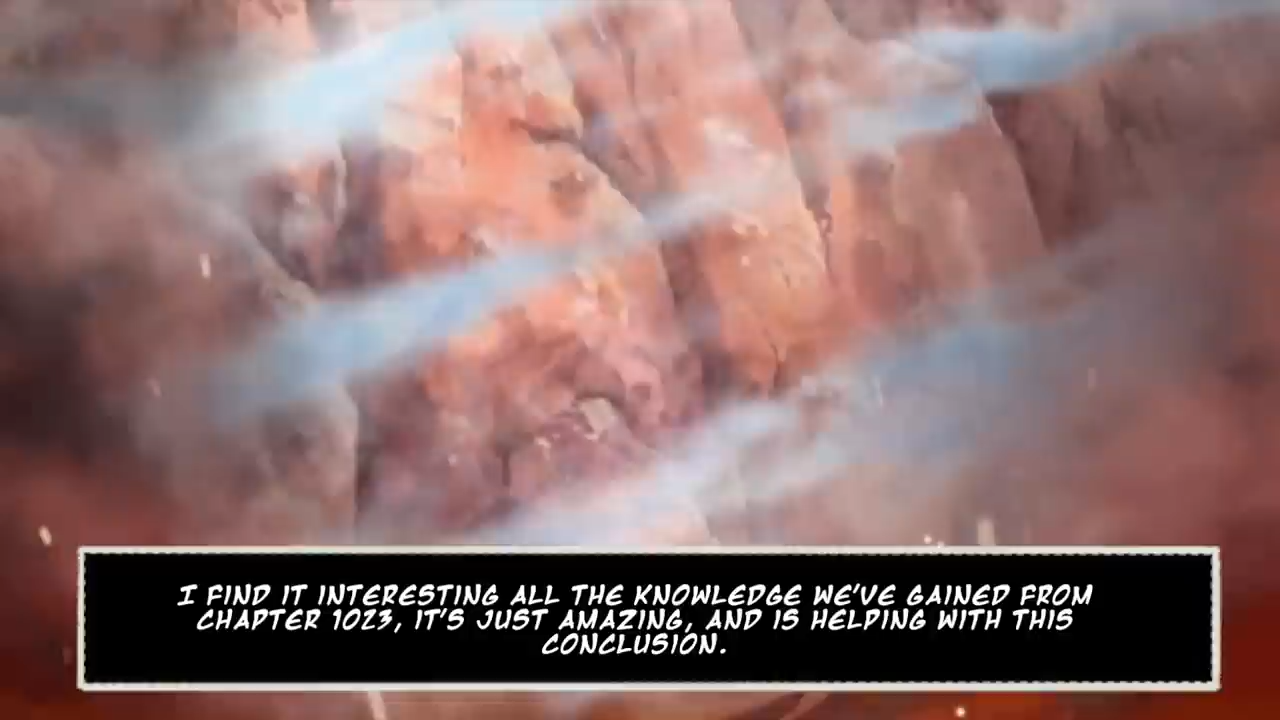 I FIND IT INTERESTING ALL THE KNOWLEDGE WE'VE GAINED FROM
CHAPTER 1023, IT'S JUST AMAZING, AND IS HELPING WITH THIS
CONCLUSION.